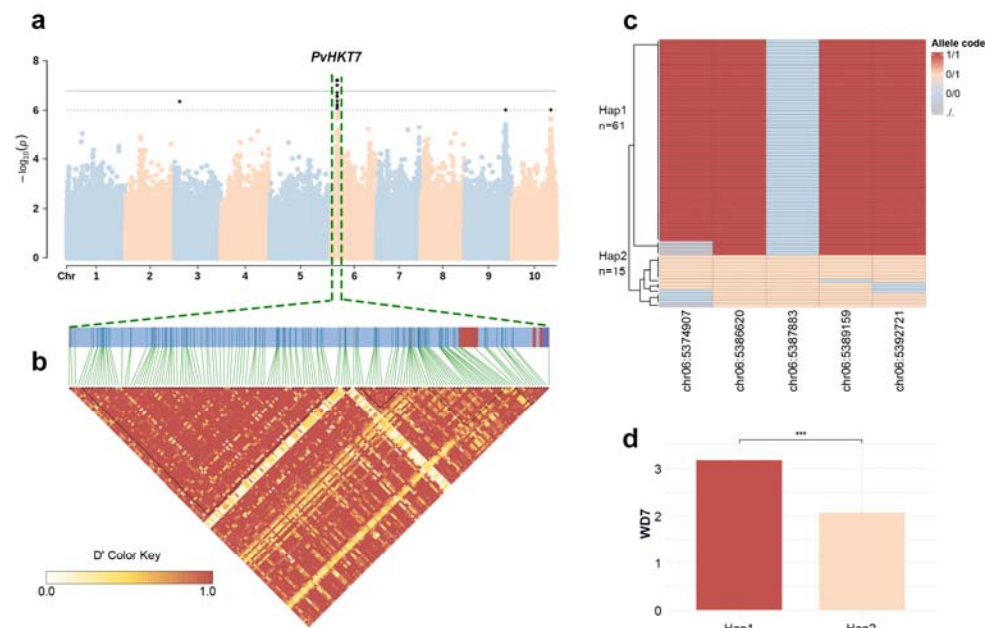 a
PvHKT7
8
6
4
2
0
−log10(p)
Chr 1 2 3 4 5 6 7 8 9 10
b
D' Color Key
0.0 1.0
c
Allele code
1/1
0/1
0/0
./.
Hap1
n=61
Hap2
n=15
chr06:5374907
chr06:5386620
chr06:5387883
chr06:5389159
chr06:5392721
d
***
3
2
1
0
WD7
Hap1 Hap2